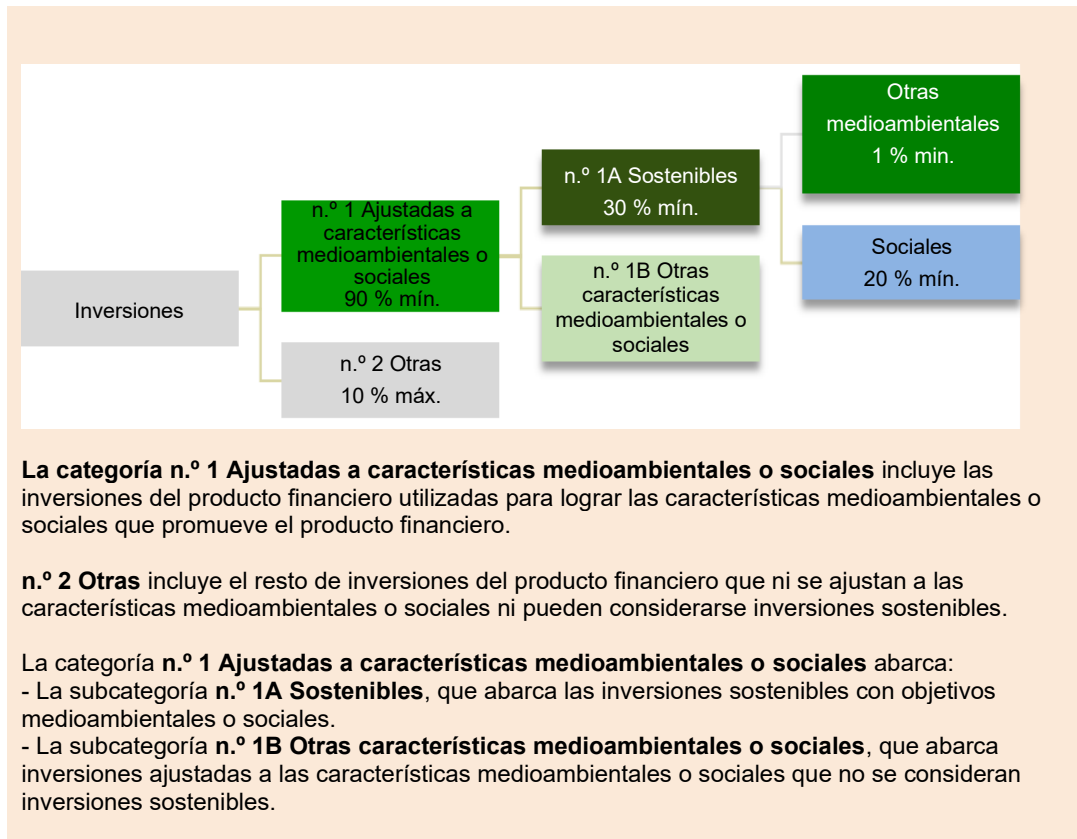 Inversiones
n.º 1 Ajustadas a
características
medioambientales o
sociales
90 % mín.
n.º 2 Otras
10 % máx.
n.º 1A Sostenibles
30 % mín.
n.º 1B Otras
características
medioambientales o
sociales
Otras
medioambientales
1 % min.
Sociales
20 % mín.
La categoría n.º 1 Ajustadas a características medioambientales o sociales incluye las
inversiones del producto financiero utilizadas para lograr las características medioambientales o
sociales que promueve el producto financiero.
n.º 2 Otras incluye el resto de inversiones del producto financiero que ni se ajustan a las
características medioambientales o sociales ni pueden considerarse inversiones sostenibles.
La categoría n.º 1 Ajustadas a características medioambientales o sociales abarca:
- La subcategoría n.º 1A Sostenibles, que abarca las inversiones sostenibles con objetivos
medioambientales o sociales.
- La subcategoría n.º 1B Otras características medioambientales o sociales, que abarca
inversiones ajustadas a las características medioambientales o sociales que no se consideran
inversiones sostenibles.